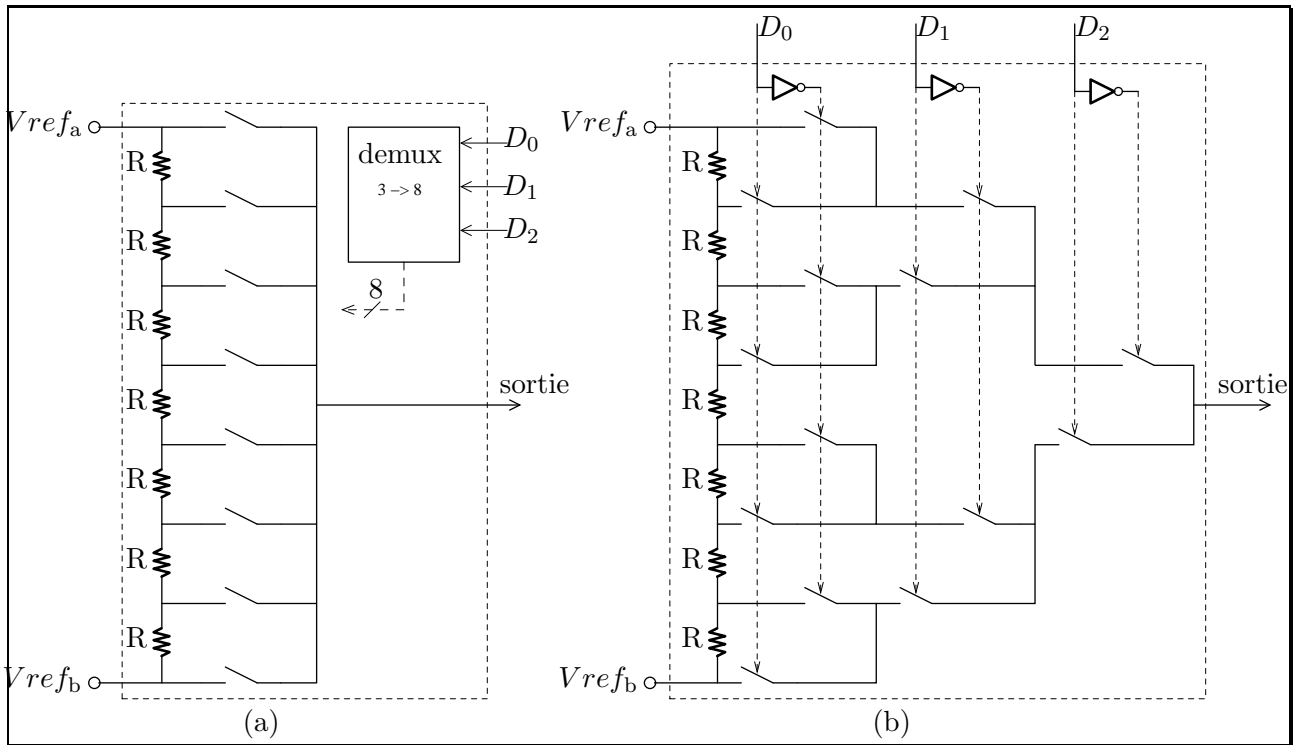 Vref_a
R
R
R
R
R
R
R
Vref_b
demux
3 -> 8
D_0
D_1
D_2
8
sortie
(a)
D_0
D_1
D_2
Vref_a
R
R
R
R
R
R
R
Vref_b
sortie
(b)